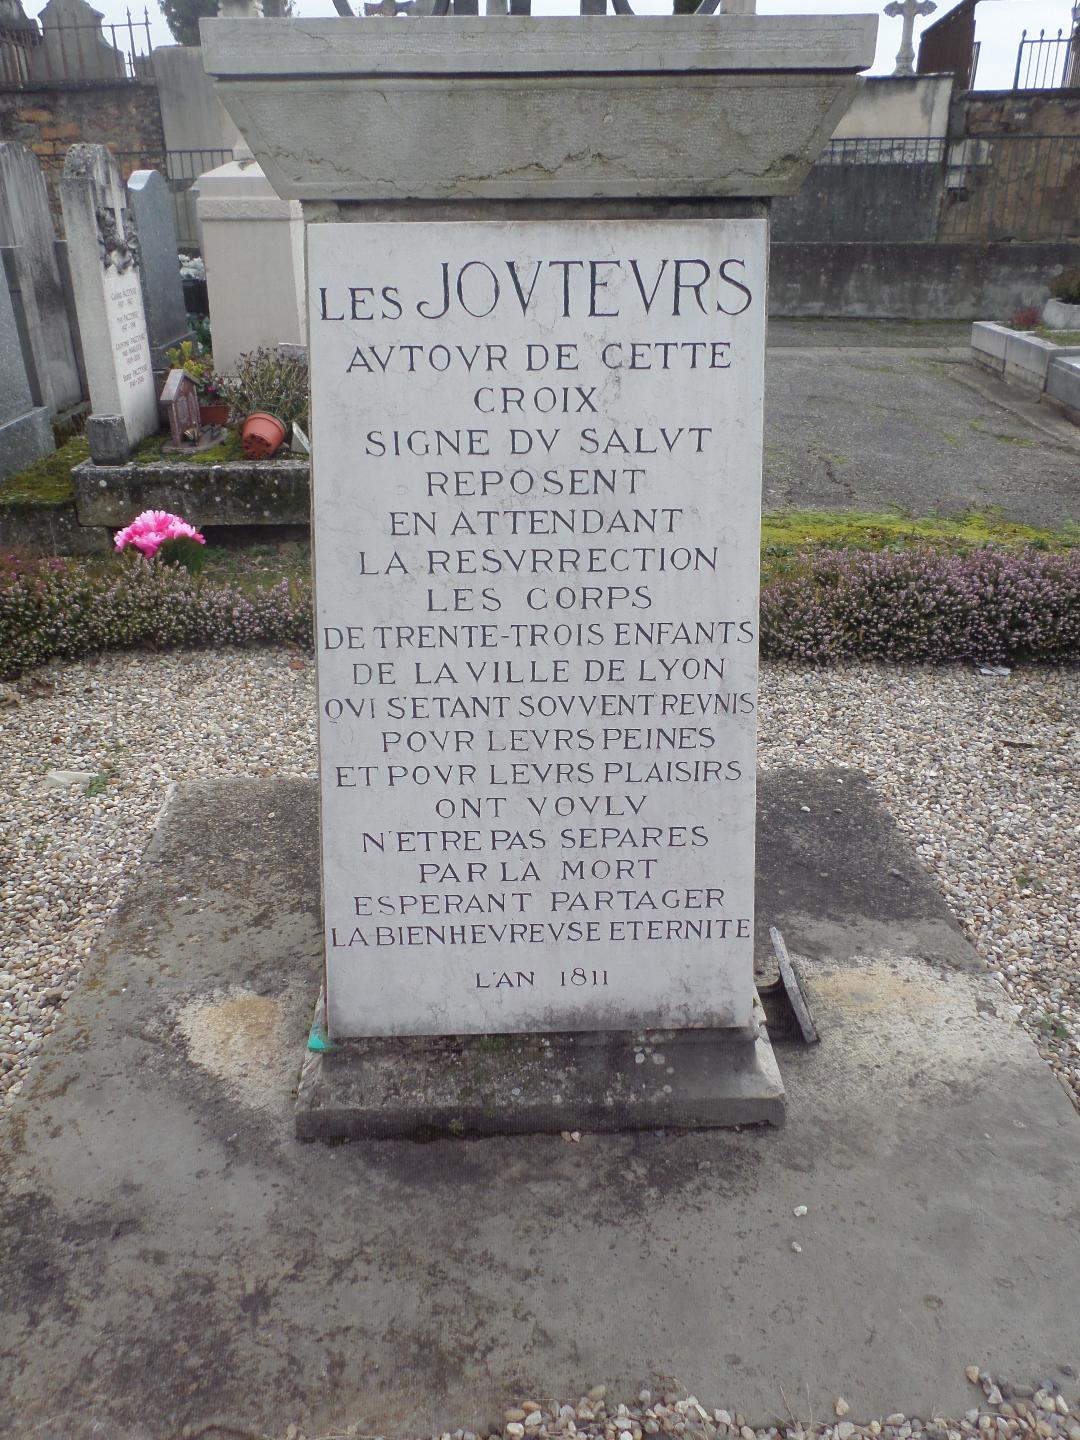 LES JOVTEVRS
AVTOVR DE CETTE
CROIX
SIGNE DV SALVT
REPOSENT
EN ATTENDANT
LA RESVRRECTION
LES CORPS
DE TRENTE-TROIS ENFANTS
DE LA VILLE DE LYON
QVI SETANT SOVVENT REVNIS
POVR LEVRS PEINES
ET POVR LEVRS PLAISIRS
ONT VOVLV
N'ETRE PAS SEPARES
PAR LA MORT
ESPERANT PARTAGER
LA BIENHEVREVSE ETERNITE
L'AN 1811